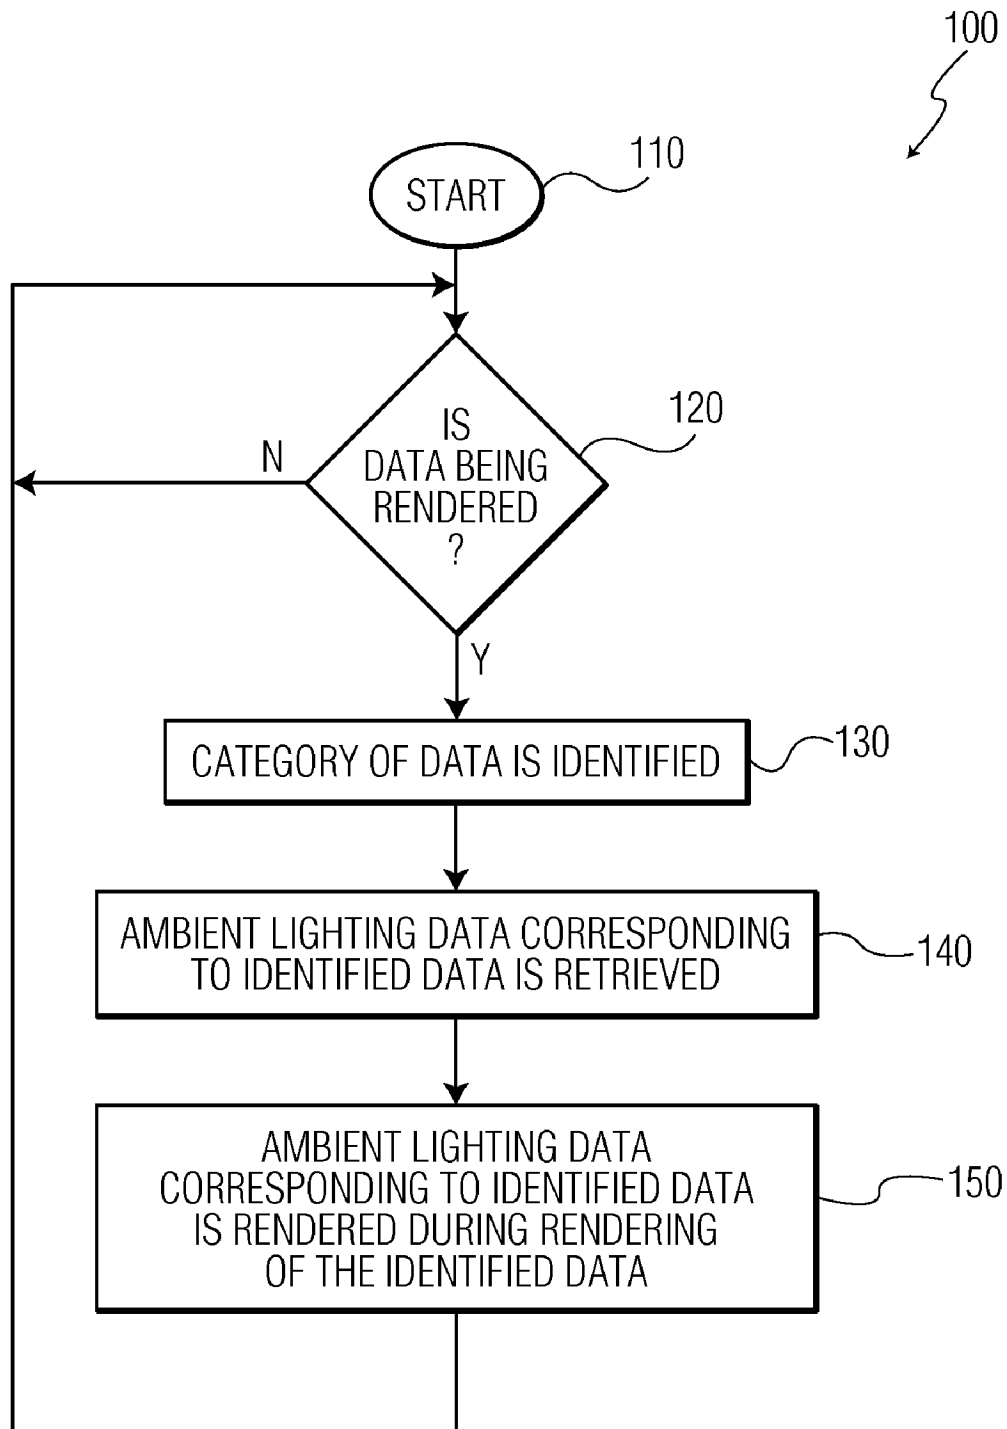 100
110
START
120
IS
DATA BEING
RENDERED
?
N
Y
CATEGORY OF DATA IS IDENTIFIED
130
AMBIENT LIGHTING DATA CORRESPONDING
TO IDENTIFIED DATA IS RETRIEVED
140
AMBIENT LIGHTING DATA
CORRESPONDING TO IDENTIFIED DATA
IS RENDERED DURING RENDERING
OF THE IDENTIFIED DATA
150